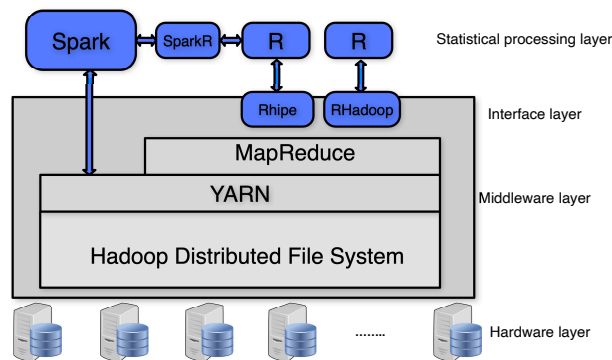 Spark
SparkR
R
R
Statistical processing layer
Rhipe
RHadoop
Interface layer
MapReduce
YARN
Middleware layer
Hadoop Distributed File System
........
Hardware layer